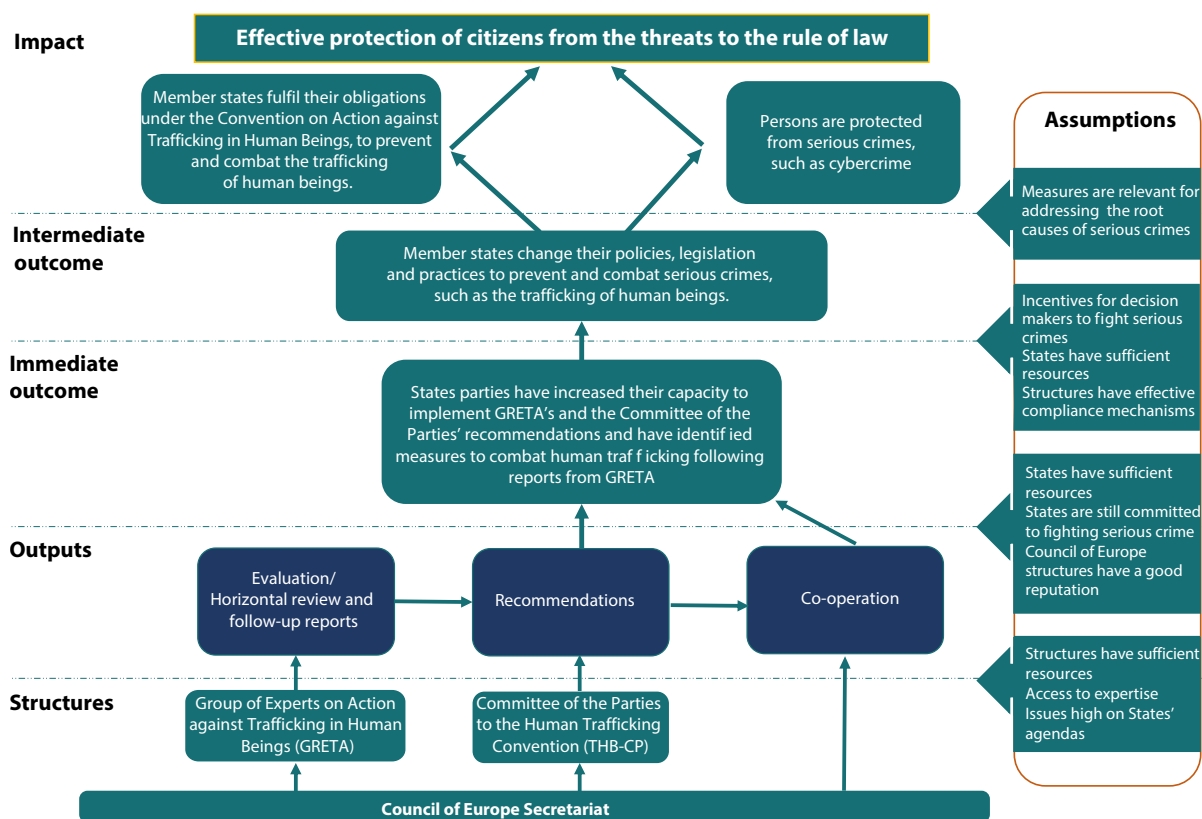 Impact
Effective protection of citizens from the threats to the rule of law
Member states fulfil their obligations
under the Convention on Action against
Trafficking in Human Beings, to prevent
and combat the trafficking
of human beings.
Persons are protected
from serious crimes,
such as cybercrime
Intermediate
outcome
Member state change their policies, legislation
and practices to prevent and combat serious crimes,
such as the trafficking of human beings.
Immediate
outcome
States parties have increased their capacity to
implement GRETA's and the Committee of the
Parties' recommendations and have identif ied
measures to combat human traf f icking following
reports from GRETA
Outputs
Evaluation/
Horizontal review and
follow-up reports
Recommendations
Co-operation
Structures
Group of Experts on Action
against Trafficking in Human
Beings (GRETA)
Committee of the Parties
to the Human Trafficking
Convention (THB-CP)
Council of Europe Secretariat
Assumptions
Measures are relevant for
addressing the root
causes of serious crimes
Incentives for decision
makers to fight serious
crimes
States have sufficient
resources
Structures have effective
compliance mechanisms
States have sufficient
resources
States are still committed
to fighting serious crime
Council of Europe
structures have a good
reputation
Structures have sufficient
resources
Access to expertise
Issues high on States'
agendas